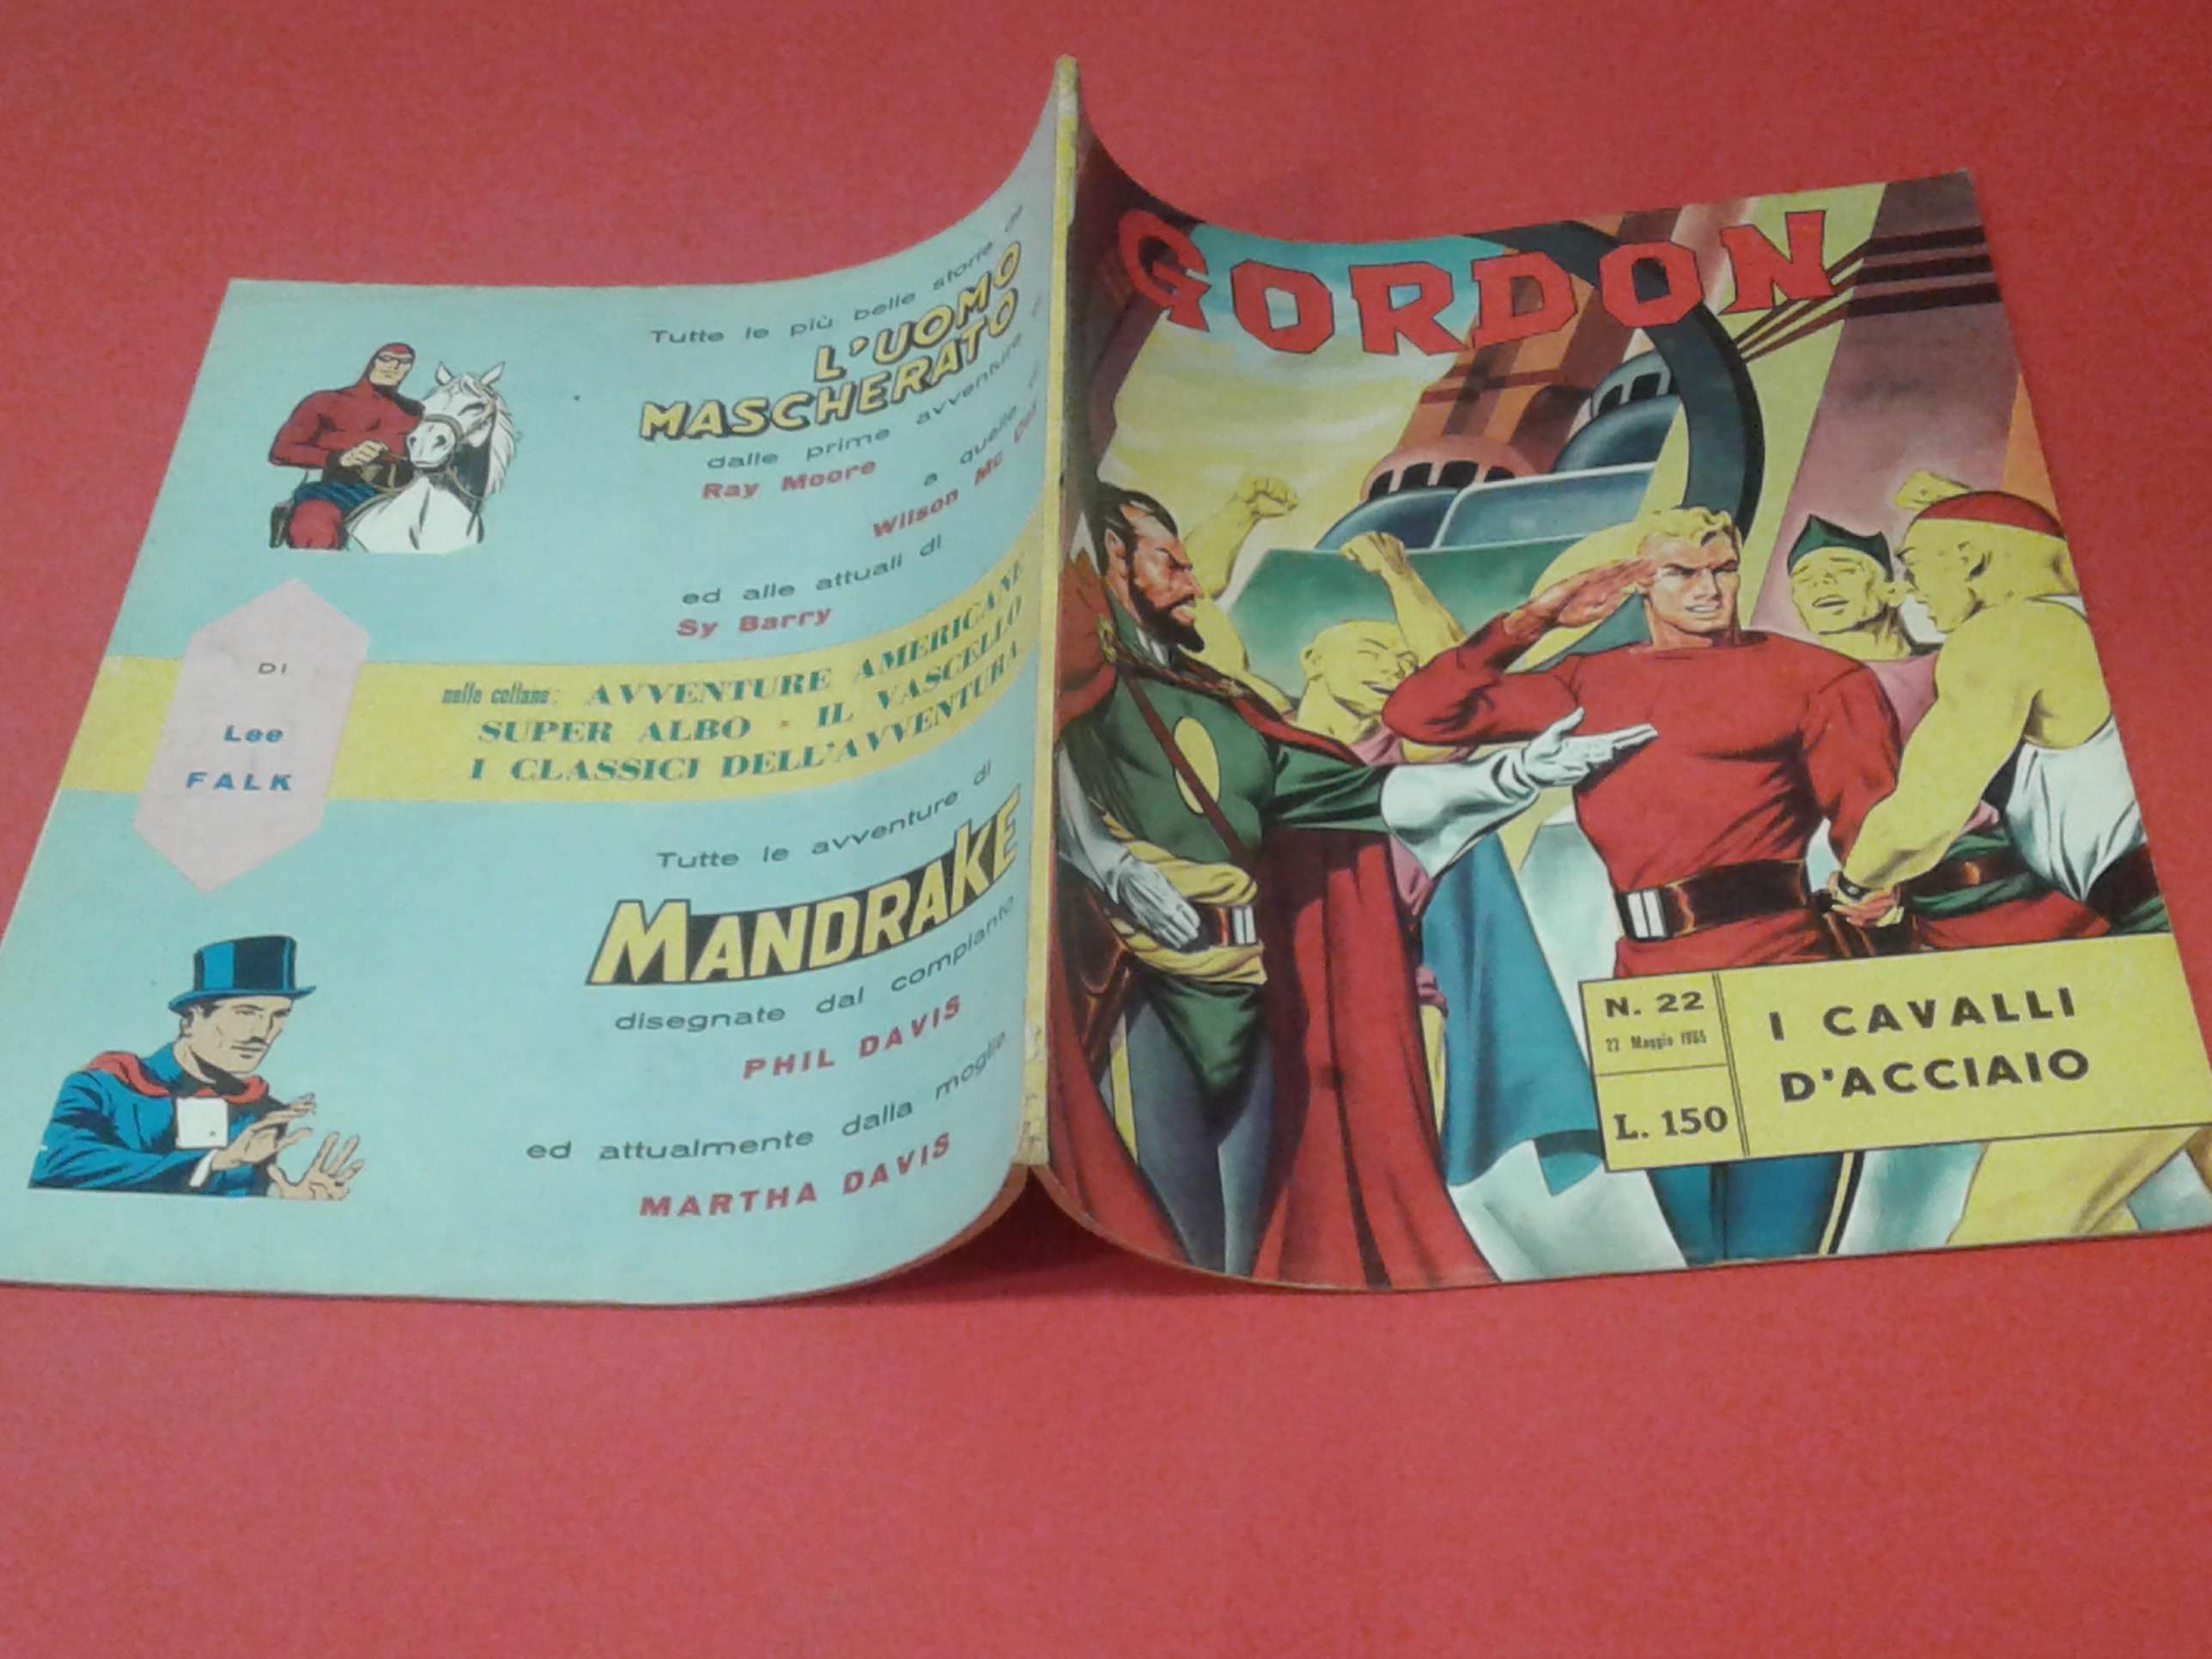 Tutte le più belle storie di
L'UOMO
MASCHERATO
dalle prime avventure
Ray Moore
a quelle
Wilson Mc
ed alle attuali di
Sy Barry
DI
Lee
FALK
nelle collane: AVVENTURE AMERICANE
SUPER ALBO - IL VASCELLO
I CLASSICI DELL'AVVENTURA
Tutte le avventure di
MANDRAKE
disegnate dal compianto
PHIL DAVIS
ed attualmente dalla moglie
MARTHA DAVIS
GORDON
N. 22
22 Maggio 1965
L. 150
I CAVALLI
D'ACCIAIO